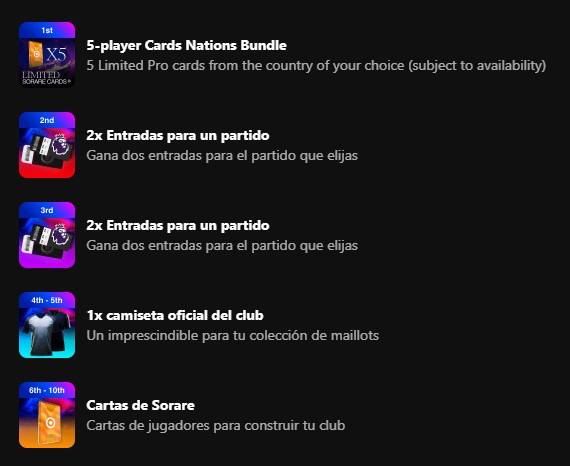 1st
X5
LIMITED
SORARE CARDS*
5-player Cards Nations Bundle
5 Limited Pro cards from the country of your choice (subject to availability)
2nd
2x Entradas para un partido
Gana dos entradas para el partido que elijas
3rd
2x Entradas para un partido
Gana dos entradas para el partido que elijas
4th - 5th
1x camiseta oficial del club
Un imprescindible para tu colección de maillots
6th - 10th
Cartas de Sorare
Cartas de jugadores para construir tu club